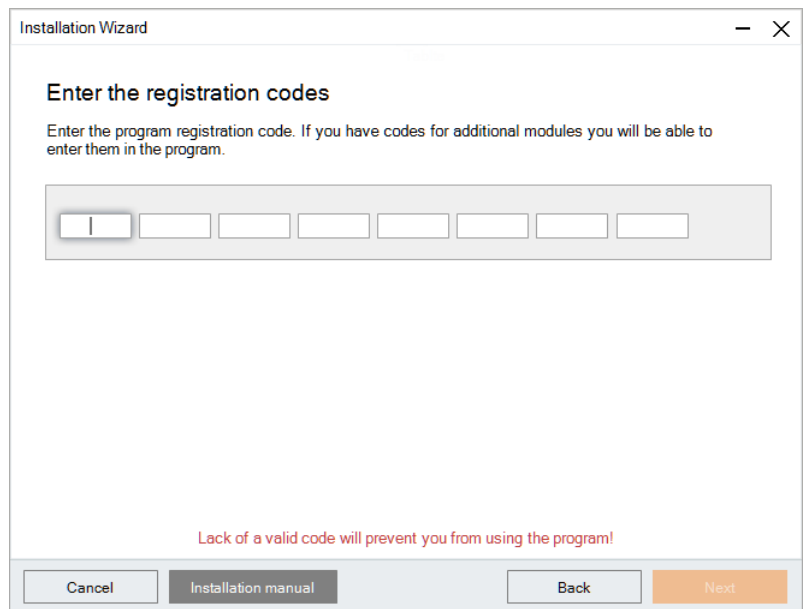 Installation Wizard
Enter the registration codes
Enter the program registration code. If you have codes for additional modules you will be able to
enter them in the program.
Lack of a valid code will prevent you from using the program!
Cancel
Installation manual
Back
Next